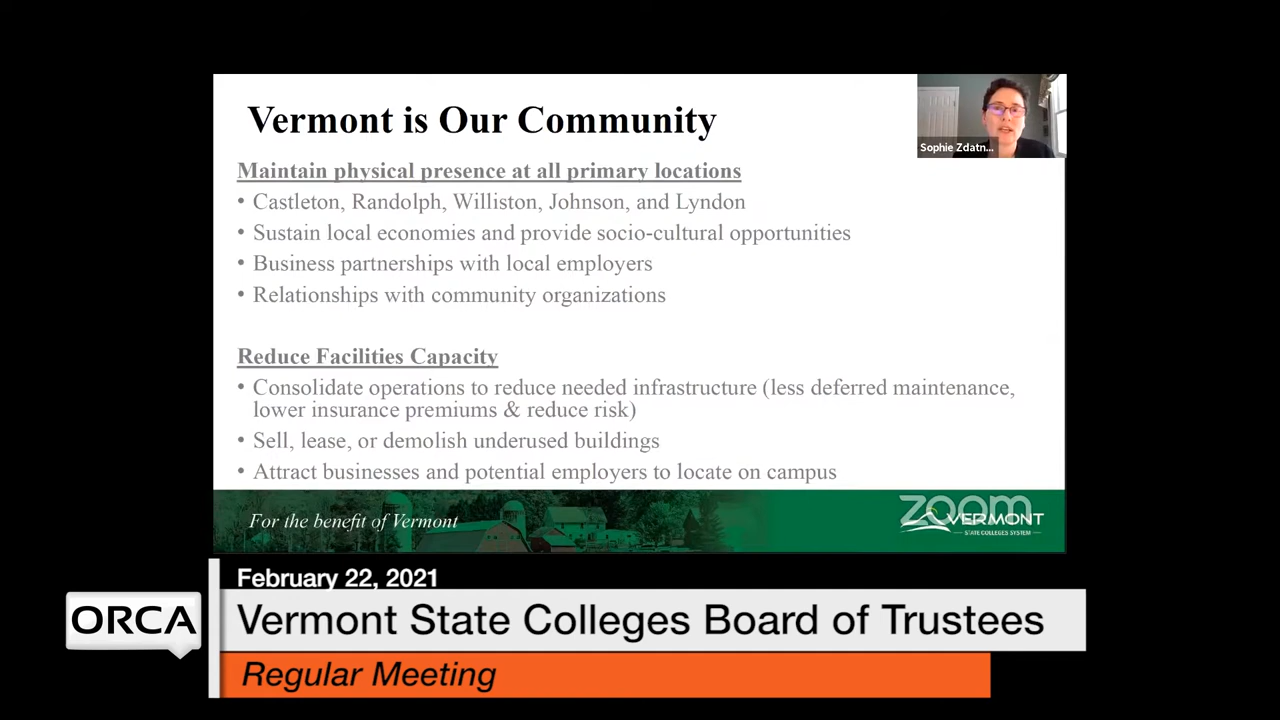 Vermont is Our Community
Sophie Zdatn...
Maintain physical presence at all primary locations
• Castleton, Randolph, Williston, Johnson, and Lyndon
• Sustain local economies and provide socio-cultural opportunities
• Business partnerships with local employers
• Relationships with community organizations
Reduce Facilities Capacity
• Consolidate operations to reduce needed infrastructure (less deferred maintenance,
lower insurance premiums & reduce risk)
• Sell, lease, or demolish underused buildings
• Attract businesses and potential employers to locate on campus
For the benefit of Vermont
zoom
VERMONT
STATE COLLEGES SYSTEM
February 22, 2021
ORCA
Vermont State Colleges Board of Trustees
Regular Meeting